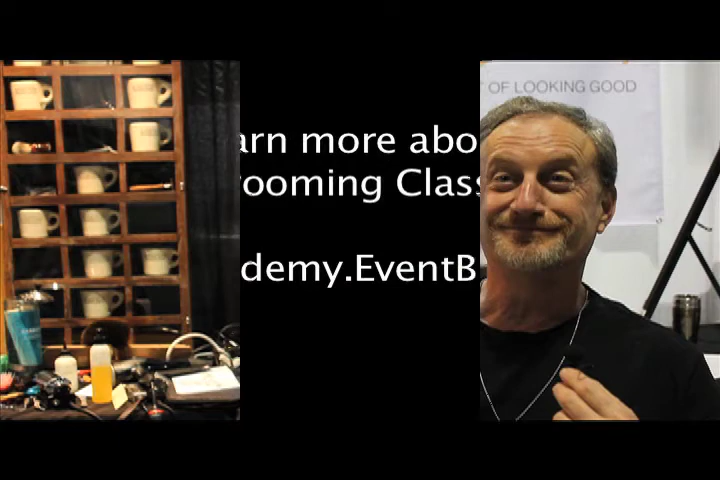 T OF LOOKING GOOD
arn more abo
rooming Class
demy.EventB